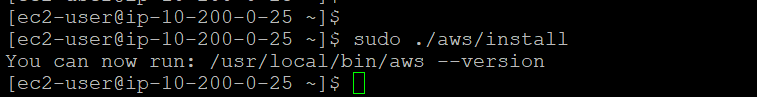 [ec2-user@ip-10-200-0-25 ~]$
[ec2-user@ip-10-200-0-25 ~]$ sudo ./aws/install
You can now run: /usr/local/bin/aws --version
[ec2-user@ip-10-200-0-25 ~]$